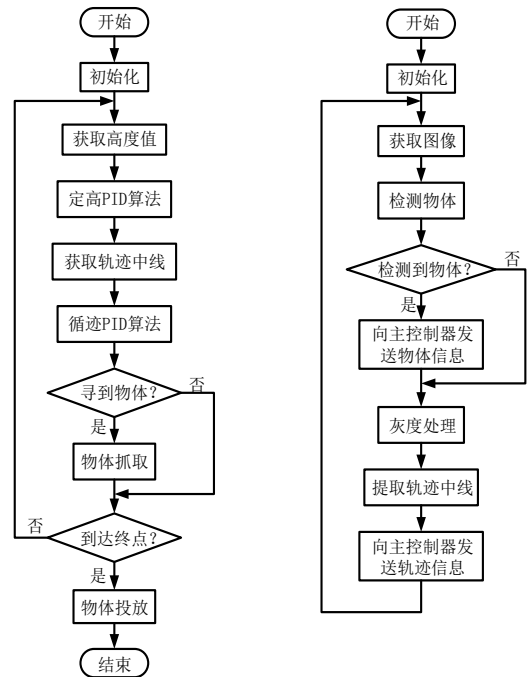 开始
初始化
获取高度值
定高PID算法
获取轨迹中线
循迹PID算法
寻到物体?
否
是
物体抓取
否
到达终点?
是
物体投放
结束
开始
初始化
获取图像
检测物体
检测到物体?
否
是
向主控制器发
送物体信息
灰度处理
提取轨迹中线
向主控制器发
送轨迹信息